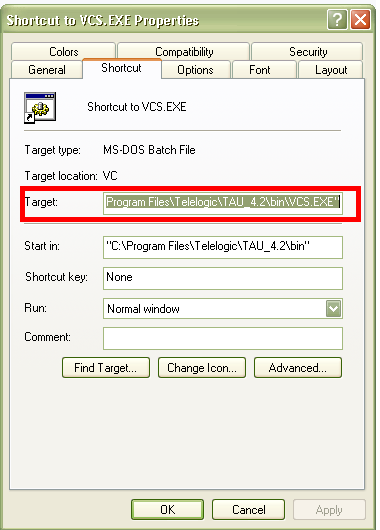 Shortcut to VCS.EXE Properties
Colors Compatibility Security
General Shortcut Options Font Layout
Shortcut to VCS.EXE
Target type: MS-DOS Batch File
Target location: VC
Target: Program Files\Telelogic\TAU_4.2\bin\VCS.EXE"
Start in: "C:\Program Files\Telelogic\TAU_4.2\bin"
Shortcut key: None
Run: Normal window
Comment:
Find Target... Change Icon... Advanced...
OK Cancel Apply